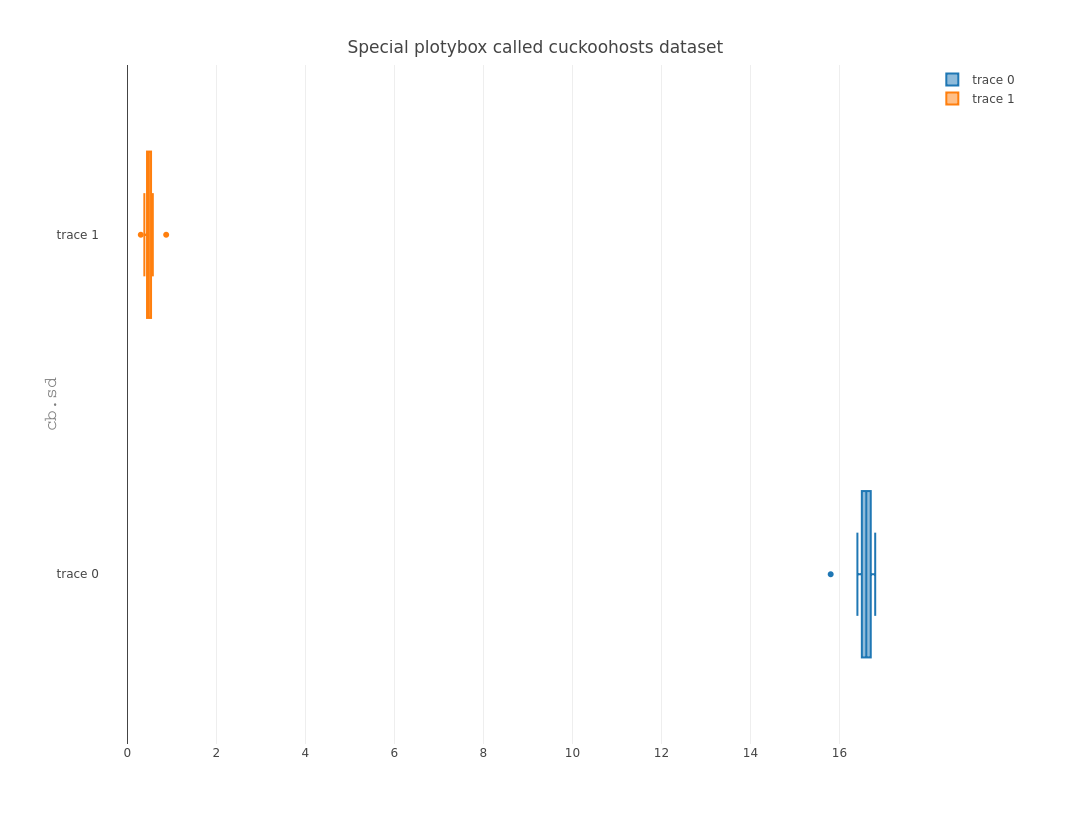 Special plotybox called cuckoohosts dataset
trace 0
trace 1
trace 1
cb.sd
trace 0
0 2 4 6 8 10 12 14 16